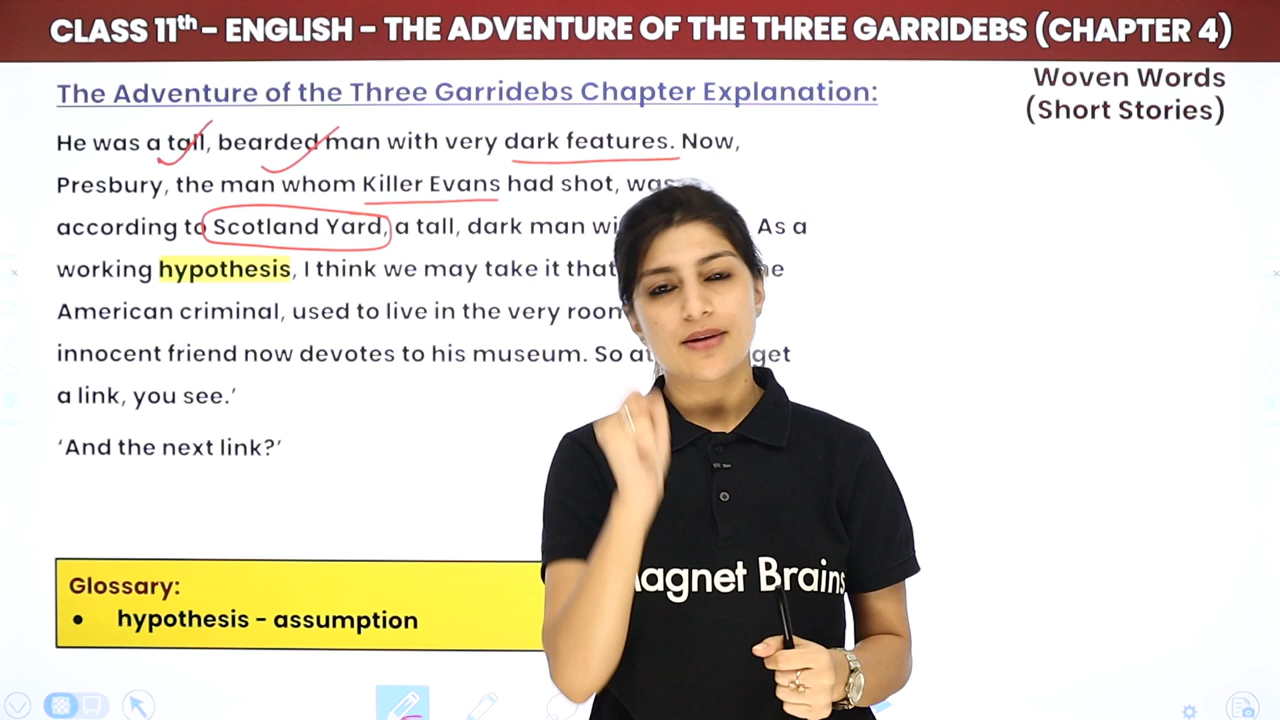 CLASS 11th - ENGLISH - THE ADVENTURE OF THE THREE GARRIDEBS (CHAPTER 4)
Woven Words
(Short Stories)
The Adventure of the Three Garridebs Chapter Explanation:
He was a tall, bearded man with very dark features. Now,
Presbury, the man whom Killer Evans had shot, was
according to Scotland Yard, a tall, dark man As a
working hypothesis, I think we may take it that
American criminal, used to live in the very room
innocent friend now devotes to his museum. So at get
a link, you see.’
‘And the next link?’
Glossary:
• hypothesis - assumption
agnet Brains